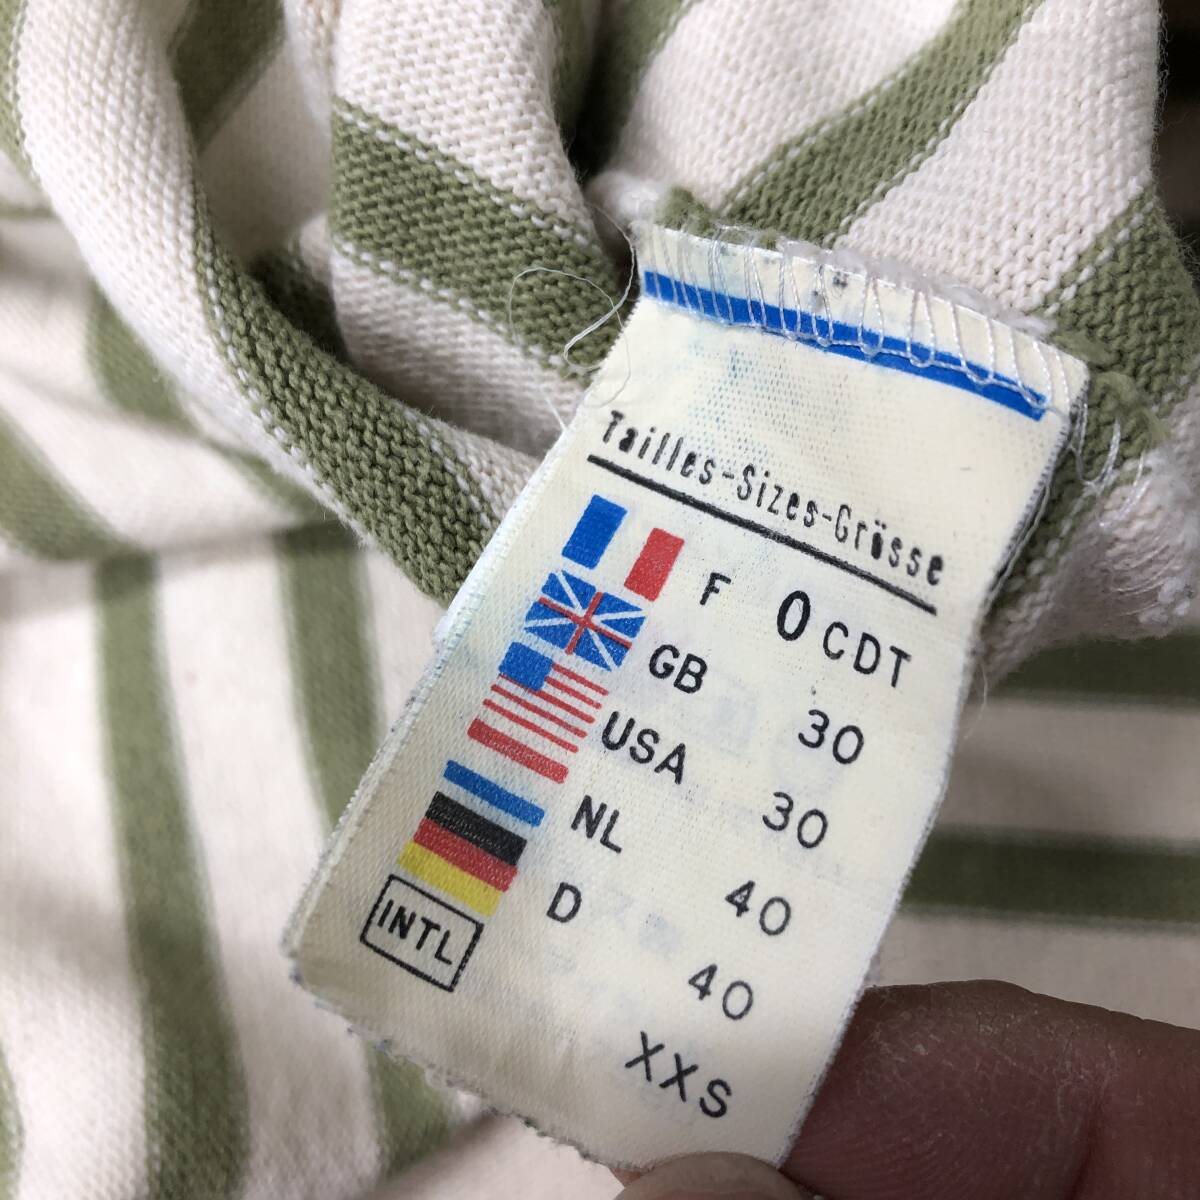 Tailles-Sizes-Grösse
F 0 CDT
GB 30
USA 30
NL 40
D 40
INTL XXS